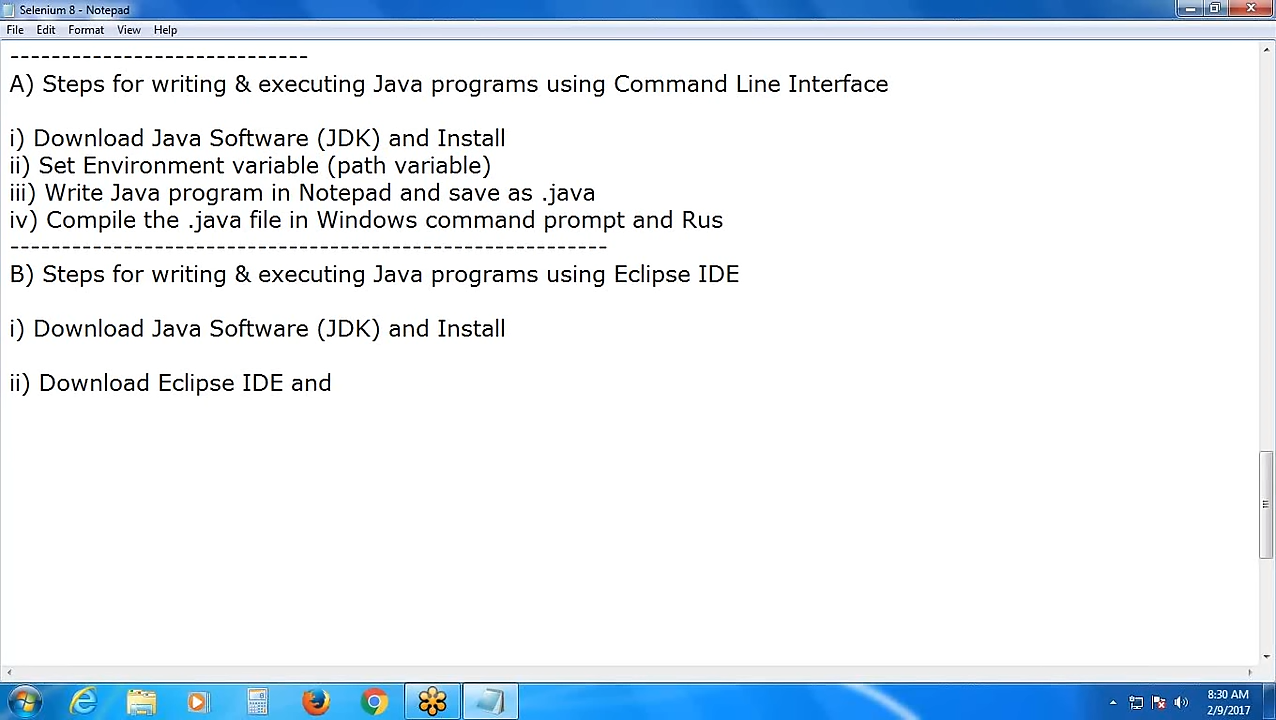 Selenium 8 - Notepad
File Edit Format View Help
-----------------------------
A) Steps for writing & executing Java programs using Command Line Interface
i) Download Java Software (JDK) and Install
ii) Set Environment variable (path variable)
iii) Write Java program in Notepad and save as .java
iv) Compile the .java file in Windows command prompt and Rus
----------------------------------------------------------
B) Steps for writing & executing Java programs using Eclipse IDE
i) Download Java Software (JDK) and Install
ii) Download Eclipse IDE and
8:30 AM
2/9/2017